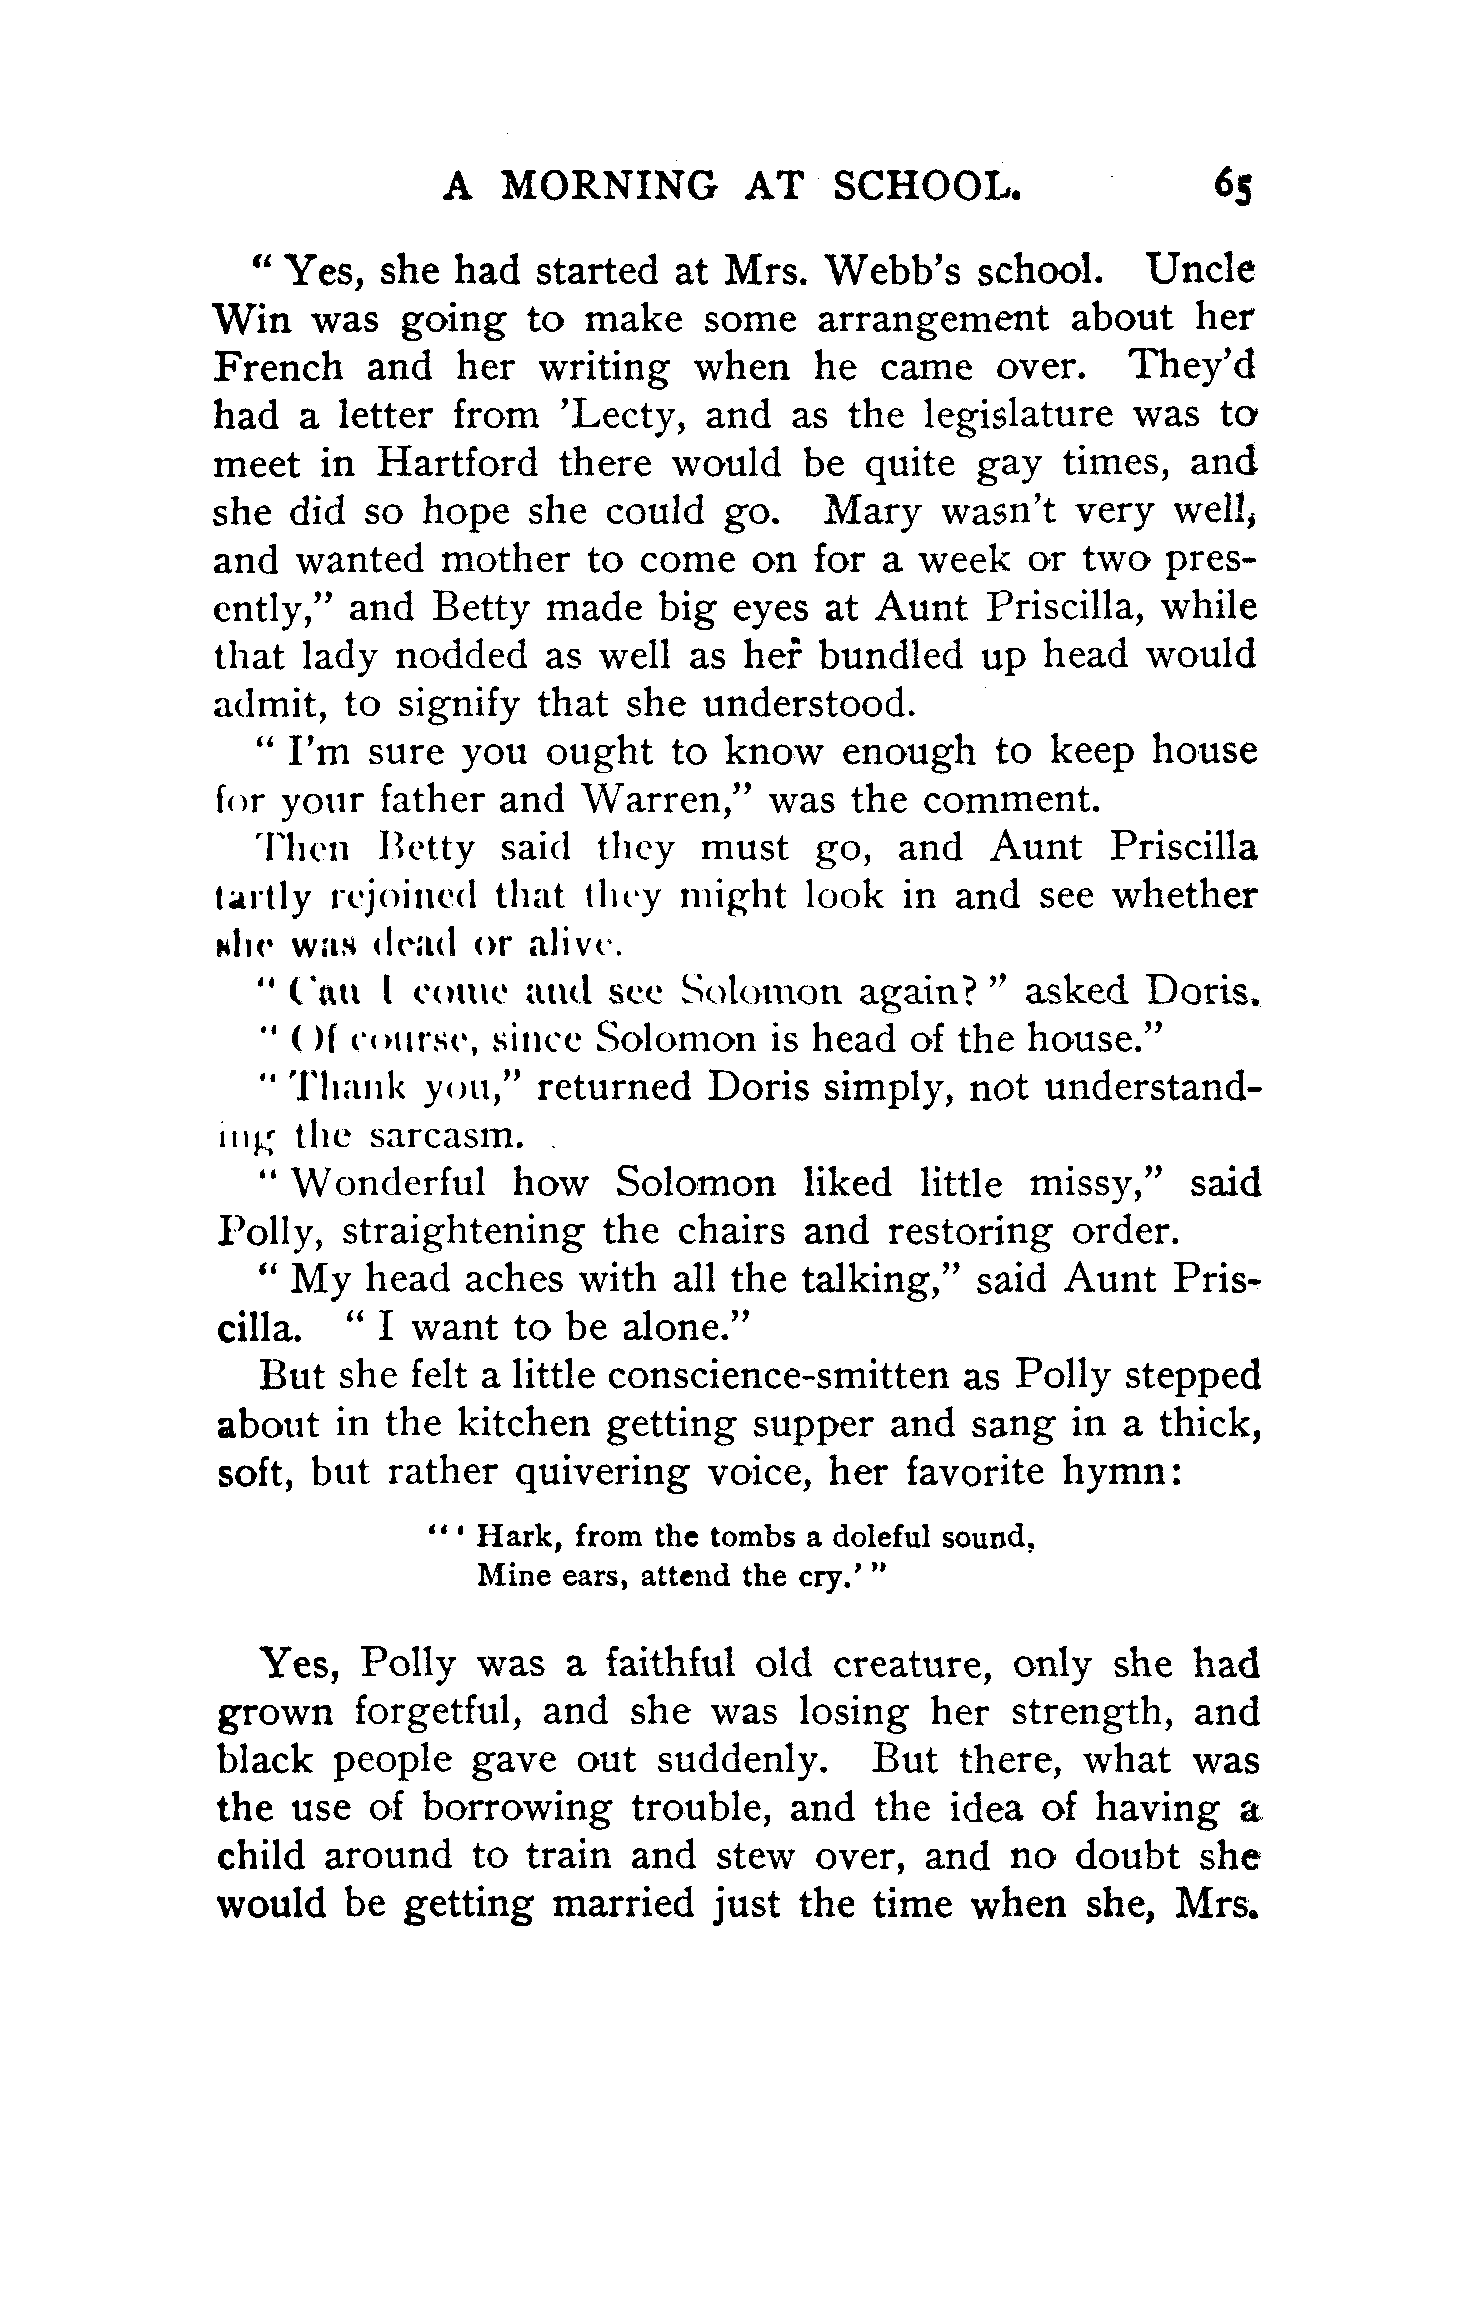 A MORNING AT SCHOOL. 65
“ Yes, she had started at Mrs. Webb’s school. Uncle
Win was going to make some arrangement about her
French and her writing when he came over. They’d
had a letter from ’Lecty, and as the legislature was to
meet in Hartford there would be quite gay times, and
she did so hope she could go. Mary wasn’t very well,
and wanted mother to come on for a week or two pres-
ently,” and Betty made big eyes at Aunt Priscilla, while
that lady nodded as well as her bundled up head would
admit, to signify that she understood.
“ I’m sure you ought to know enough to keep house
for your father and Warren,” was the comment.
Then Betty said they must go, and Aunt Priscilla
tartly rejoined that they might look in and see whether
she was dead or alive.
“ Can I come and see Solomon again? ” asked Doris.
“ Of course, since Solomon is head of the house.”
“ Thank you,” returned Doris simply, not understand-
ing the sarcasm.
“ Wonderful how Solomon liked little missy,” said
Polly, straightening the chairs and restoring order.
“ My head aches with all the talking,” said Aunt Pris-
cilla. “ I want to be alone.”
But she felt a little conscience-smitten as Polly stepped
about in the kitchen getting supper and sang in a thick,
soft, but rather quivering voice, her favorite hymn:
“ ‘ Hark, from the tombs a doleful sound,
Mine ears, attend the cry.’ ”
Yes, Polly was a faithful old creature, only she had
grown forgetful, and she was losing her strength, and
black people gave out suddenly. But there, what was
the use of borrowing trouble, and the idea of having a
child around to train and stew over, and no doubt she
would be getting married just the time when she, Mrs.